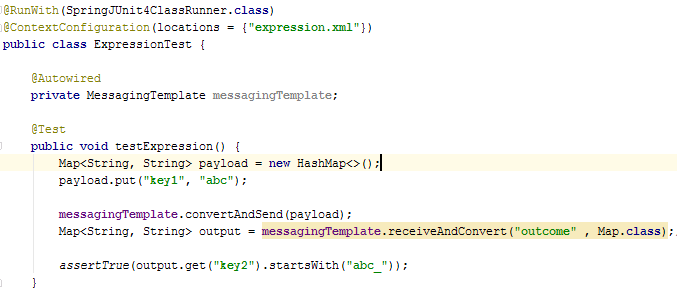 @RunWith(SpringJUnit4ClassRunner.class)
@ContextConfiguration(locations = {"expression.xml"})
public class ExpressionTest {
@Autowired
private MessagingTemplate messagingTemplate;
@Test
public void testExpression() {
Map<String, String> payload = new HashMap<>();
payload.put("key1", "abc");
messagingTemplate.convertAndSend(payload);
Map<String, String> output = messagingTemplate.receiveAndConvert("outcome" , Map.class);
assertTrue(output.get("key2").startsWith("abc_"));
}